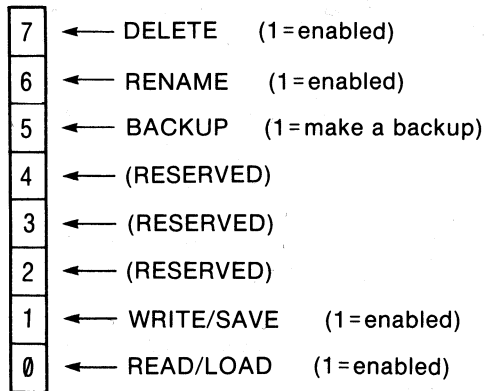 7 DELETE (1=enabled)
6 RENAME (1=enabled)
5 BACKUP (1=make a backup)
4 (RESERVED)
3 (RESERVED)
2 (RESERVED)
1 WRITE/SAVE (1=enabled)
0 READ/LOAD (1=enabled)